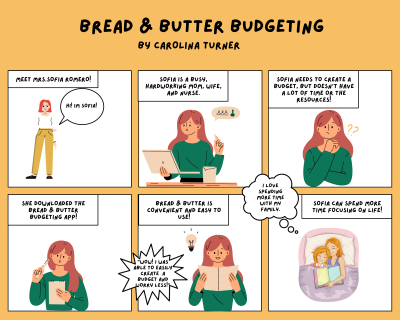 BREAD & BUTTER BUDGETING
BY CAROLINA TURNER
MEET MRS.SOFIA ROMERO!
HI! IM SOFIA!
SOFIA IS A BUSY,
HARDWORKING MOM, WIFE,
AND NURSE.
SOFIA NEEDS TO CREATE A
BUDGET, BUT DOESN'T HAVE
A LOT OF TIME OR THE
RESOURCES!
??
SHE DOWNLOADED THE
BREAD & BUTTER
BUDGETING APP!
BREAD & BUTTER IS
CONVENIENT AND EASY TO
USE!
"WOW! I WAS
ABLE TO EASILY
CREATE A
BUDGET AND
WORRY LESS!"
I LOVE
SPENDING
MORE TIME
WITH MY
FAMILY.
SOFIA CAN SPEND MORE
TIME FOCUSING ON LIFE!